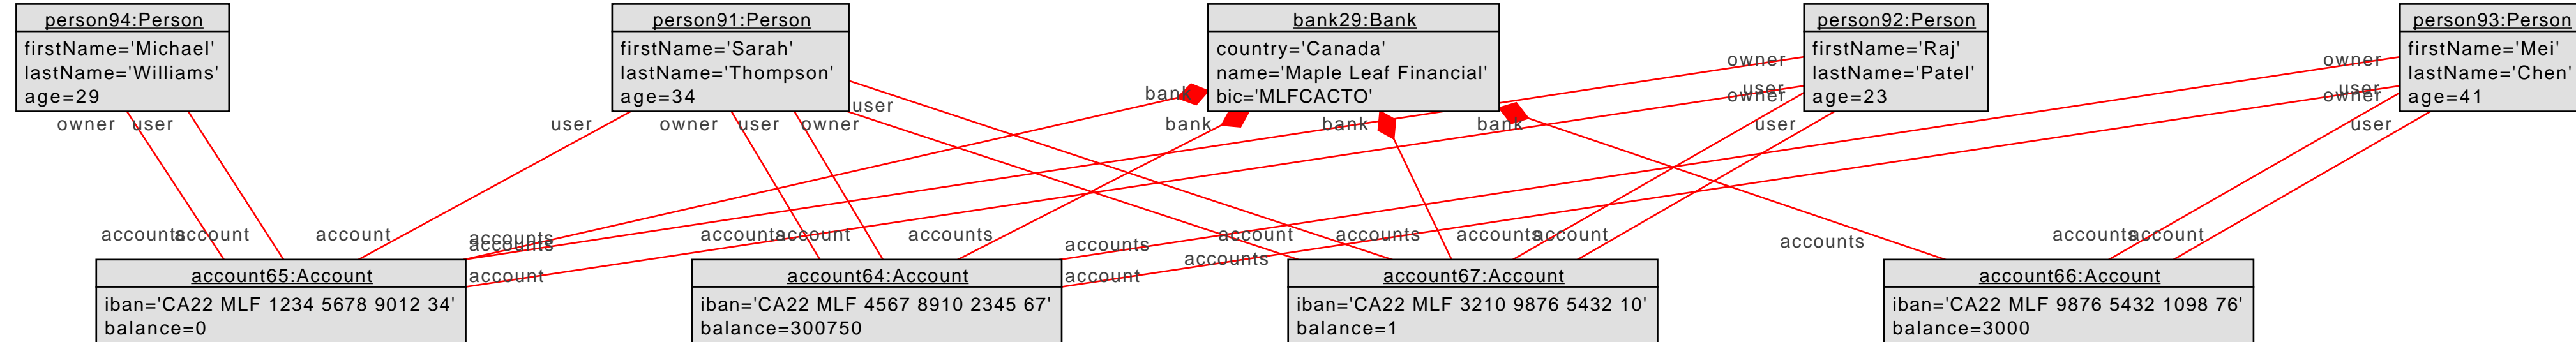 person94:Person
firstName='Michael'
lastName='Williams'
age=29
person91:Person
firstName='Sarah'
lastName='Thompson'
age=34
bank29:Bank
country='Canada'
name='Maple Leaf Financial'
bic='MLFCACTO'
person92:Person
firstName='Raj'
lastName='Patel'
age=23
person93:Person
firstName='Mei'
lastName='Chen'
age=41
owner
owner
user
owner
user
owner
bank
user
owner user
user
owner user owner
bank
bank
bank
user
user
accounts account
account
accounts
accounts
account
accounts account
accounts
accounts
account
accounts
account
accounts
accounts account
accounts
accounts account
account65:Account
iban='CA22 MLF 1234 5678 9012 34'
balance=0
account64:Account
iban='CA22 MLF 4567 8910 2345 67'
balance=300750
account67:Account
iban='CA22 MLF 3210 9876 5432 10'
balance=1
account66:Account
iban='CA22 MLF 9876 5432 1098 76'
balance=3000